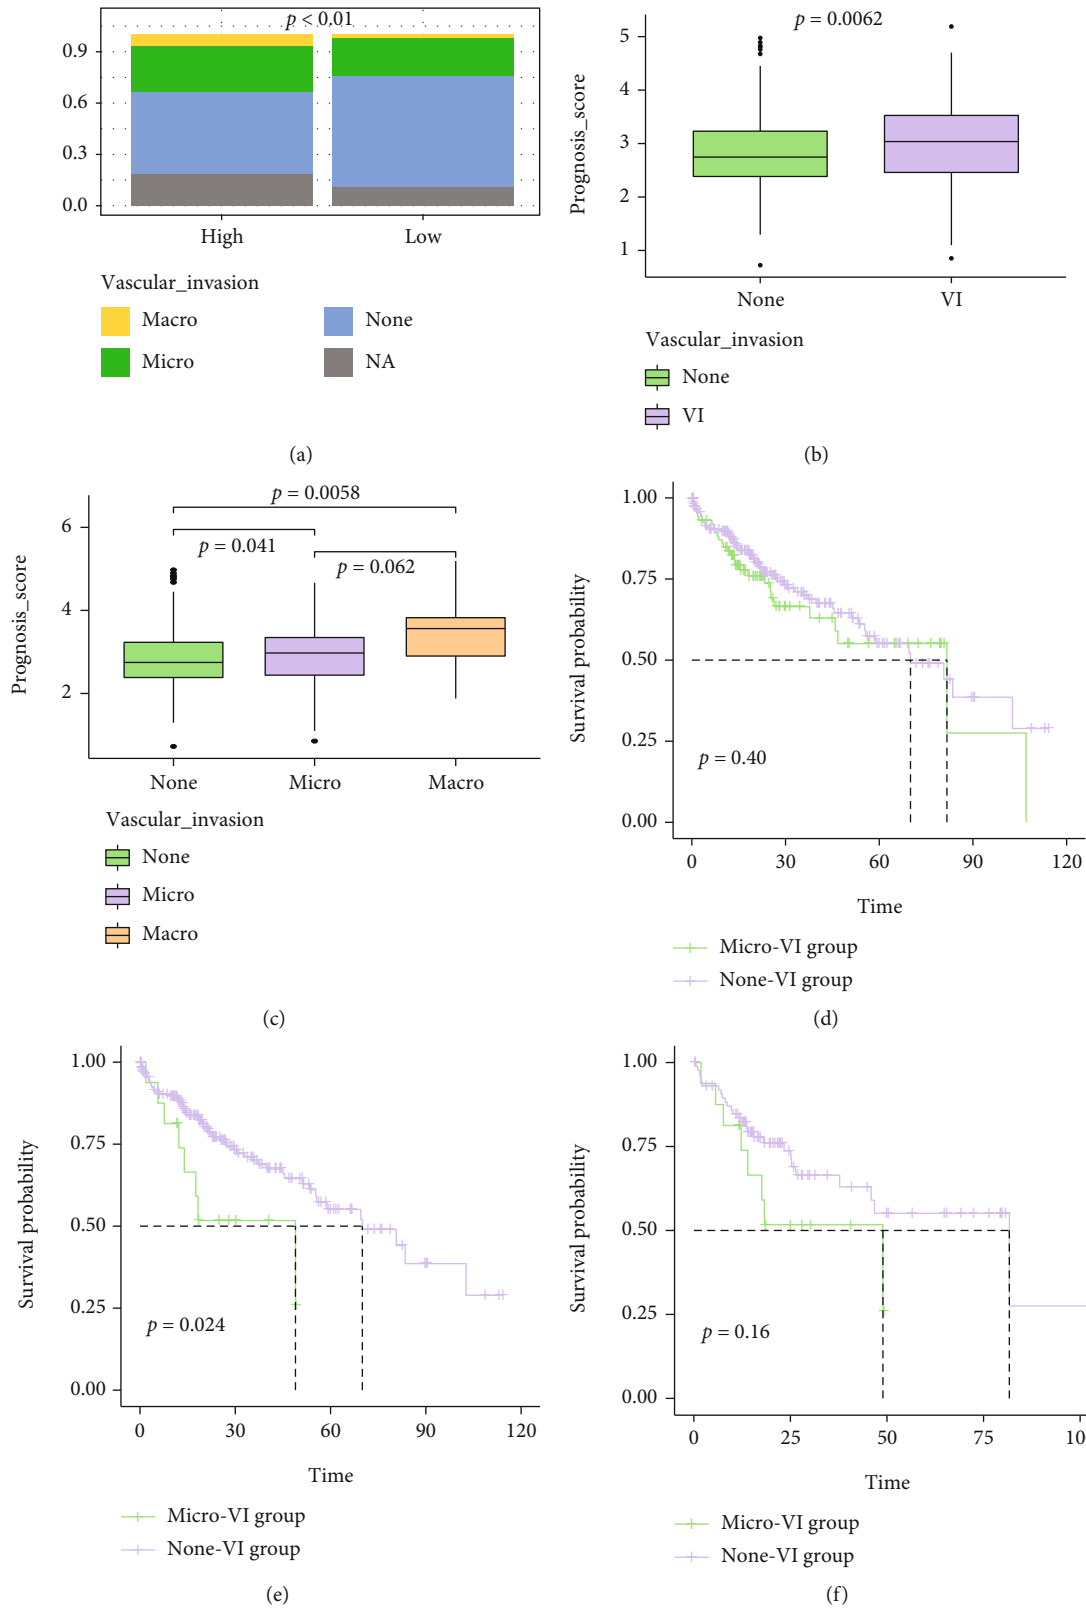 p < 0.01
0.9
0.6
0.3
0.0
High Low
Vascular_invasion
Macro None
Micro NA
(a)
p = 0.0062
Prognosis_score
5
4
3
2
1
None VI
Vascular_invasion
None
VI
(b)
p = 0.0058
p = 0.041
p = 0.062
Prognosis_score
6
4
2
None Micro Macro
Vascular_invasion
None
Micro
Macro
(c)
Survival probability
1.00
0.75
0.50
0.25
0.00
p = 0.40
0 30 60 90 120
Time
Micro-VI group
None-VI group
(d)
Survival probability
1.00
0.75
0.50
0.25
0.00
p = 0.024
0 30 60 90 120
Time
Micro-VI group
None-VI group
(e)
Survival probability
1.00
0.75
0.50
0.25
0.00
p = 0.16
0 25 50 75 10
Time
Micro-VI group
None-VI group
(f)